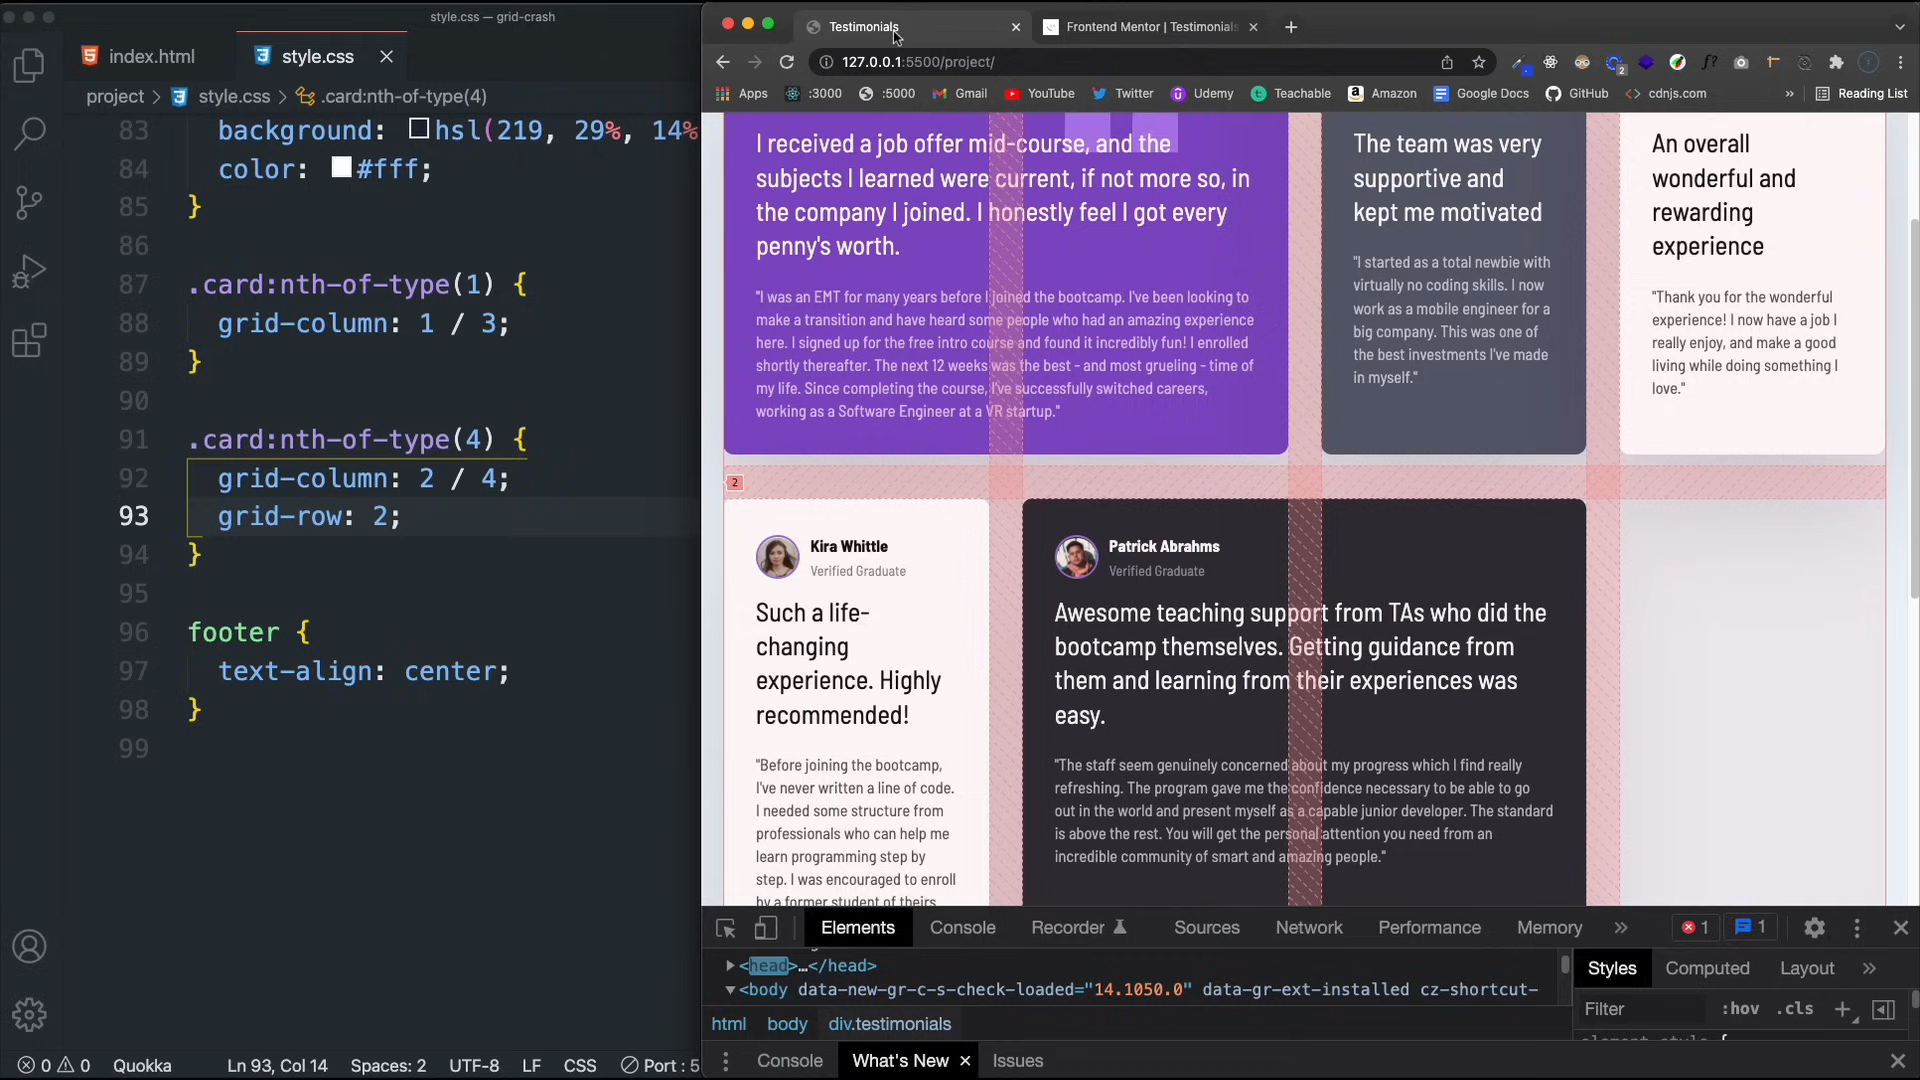 style.css — grid-crash
index.html
style.css
project > style.css > .card:nth-of-type(4)
83 background: hsl(219, 29%, 14%
84 color: #fff;
85 }
86
87 .card:nth-of-type(1) {
88 grid-column: 1 / 3;
89 }
90
91 .card:nth-of-type(4) {
92 grid-column: 2 / 4;
93 grid-row: 2;
94 }
95
96 footer {
97 text-align: center;
98 }
99
0 0 Quokka Ln 93, Col 14 Spaces: 2 UTF-8 LF CSS Port : 5
Testimonials
Frontend Mentor | Testimonials
127.0.0.1:5500/project/
2
Apps :3000 :5000 Gmail YouTube Twitter Udemy Teachable Amazon Google Docs GitHub cdnjs.com » Reading List
I received a job offer mid-course, and the
subjects I learned were current, if not more so, in
the company I joined. I honestly feel I got every
penny's worth.
"I was an EMT for many years before I joined the bootcamp. I've been looking to
make a transition and have heard some people who had an amazing experience
here. I signed up for the free intro course and found it incredibly fun! I enrolled
shortly thereafter. The next 12 weeks was the best - and most grueling - time of
my life. Since completing the course, I've successfully switched careers,
working as a Software Engineer at a VR startup."
The team was very
supportive and
kept me motivated
"I started as a total newbie with
virtually no coding skills. I now
work as a mobile engineer for a
big company. This was one of
the best investments I've made
in myself."
An overall
wonderful and
rewarding
experience
"Thank you for the wonderful
experience! I now have a job I
really enjoy, and make a good
living while doing something I
love."
2
Kira Whittle
Verified Graduate
Such a life-
changing
experience. Highly
recommended!
"Before joining the bootcamp,
I've never written a line of code.
I needed some structure from
professionals who can help me
learn programming step by
step. I was encouraged to enroll
by a former student of theirs
Patrick Abrahms
Verified Graduate
Awesome teaching support from TAs who did the
bootcamp themselves. Getting guidance from
them and learning from their experiences was
easy.
"The staff seem genuinely concerned about my progress which I find really
refreshing. The program gave me the confidence necessary to be able to go
out in the world and present myself as a capable junior developer. The standard
is above the rest. You will get the personal attention you need from an
incredible community of smart and amazing people."
Elements Console Recorder Sources Network Performance Memory » 1 1
<head>…</head>
<body data-new-gr-c-s-check-loaded="14.1050.0" data-gr-ext-installed cz-shortcut-
html body div.testimonials
Styles Computed Layout »
Filter :hov .cls +
element.style {
Console What's New Issues